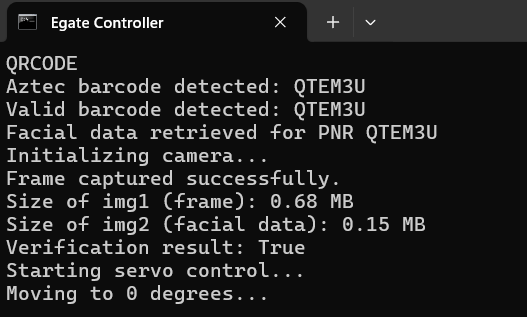 Egate Controller
QRCODE
Aztec barcode detected: QTEM3U
Valid barcode detected: QTEM3U
Facial data retrieved for PNR QTEM3U
Initializing camera...
Frame captured successfully.
Size of img1 (frame): 0.68 MB
Size of img2 (facial data): 0.15 MB
Verification result: True
Starting servo control...
Moving to 0 degrees...